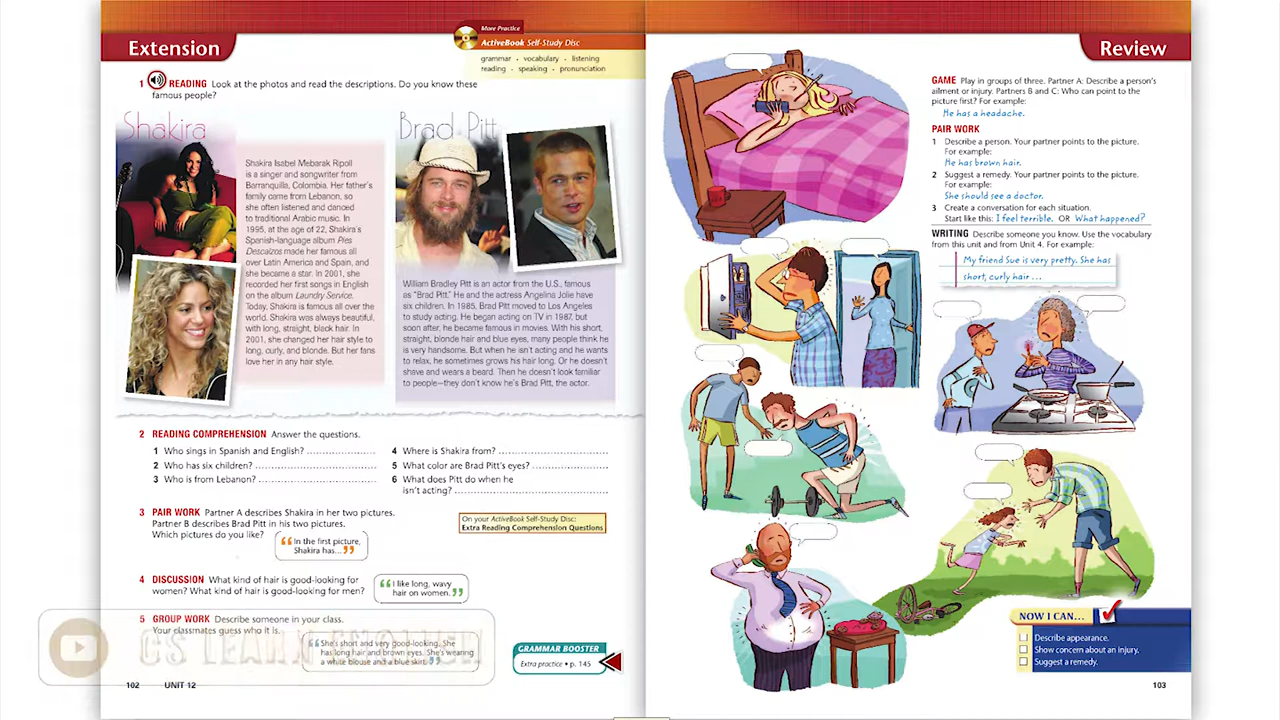 Extension
More Practice
ActiveBook Self-Study Disc
grammar • vocabulary • listening
reading • speaking • pronunciation
1 READING Look at the photos and read the descriptions. Do you know these
famous people?
Shakira
Shakira Isabel Mebarak Ripoll
is a singer and songwriter from
Barranquilla, Colombia. Her father's
family came from Lebanon, so
she often listened and danced
to traditional Arabic music. In
1995, at the age of 22, Shakira's
Spanish-language album Pies
Descalzos made her famous all
over Latin America and Spain, and
she became a star. In 2001, she
recorded her first songs in English
on the album Laundry Service.
Today, Shakira is famous all over the
world. Shakira was always beautiful,
with long, straight, black hair. In
2001, she changed her hair style to
long, curly, and blonde. But her fans
love her in any hair style.
Brad Pitt
William Bradley Pitt is an actor from the U.S., famous
as "Brad Pitt." He and the actress Angelina Jolie have
six children. In 1985, Brad Pitt moved to Los Angeles
to study acting. He began acting on TV in 1987, but
soon after, he became famous in movies. With his short,
straight, blonde hair and blue eyes, many people think he
is very handsome. But when he isn't acting and he wants
to relax, he sometimes grows his hair long. Or he doesn't
shave and wears a beard. Then he doesn't look familiar
to people—they don't know he's Brad Pitt, the actor.
2 READING COMPREHENSION Answer the questions.
1 Who sings in Spanish and English?
2 Who has six children?
3 Who is from Lebanon?
4 Where is Shakira from?
5 What color are Brad Pitt's eyes?
6 What does Pitt do when he
isn't acting?
3 PAIR WORK Partner A describes Shakira in her two pictures.
Partner B describes Brad Pitt in his two pictures.
Which pictures do you like?
"In the first picture,
Shakira has..."
On your ActiveBook Self-Study Disc:
Extra Reading Comprehension Questions
4 DISCUSSION What kind of hair is good-looking for
women? What kind of hair is good-looking for men?
"I like long, wavy
hair on women."
5 GROUP WORK Describe someone in your class.
Your classmates guess who it is.
"She's short and very good-looking. She
has long hair and brown eyes. She's wearing
a white blouse and a blue skirt."
GRAMMAR BOOSTER
Extra practice • p. 145
102 UNIT 12
Review
GAME Play in groups of three. Partner A: Describe a person's
ailment or injury. Partners B and C: Who can point to the
picture first? For example:
He has a headache.
PAIR WORK
1 Describe a person. Your partner points to the picture.
For example:
He has brown hair.
2 Suggest a remedy. Your partner points to the picture.
For example:
She should see a doctor.
3 Create a conversation for each situation.
Start like this: I feel terrible. OR What happened?
WRITING Describe someone you know. Use the vocabulary
from this unit and from Unit 4. For example:
My friend Sue is very pretty. She has
short, curly hair ...
NOW I CAN...
Describe appearance.
Show concern about an injury.
Suggest a remedy.
103